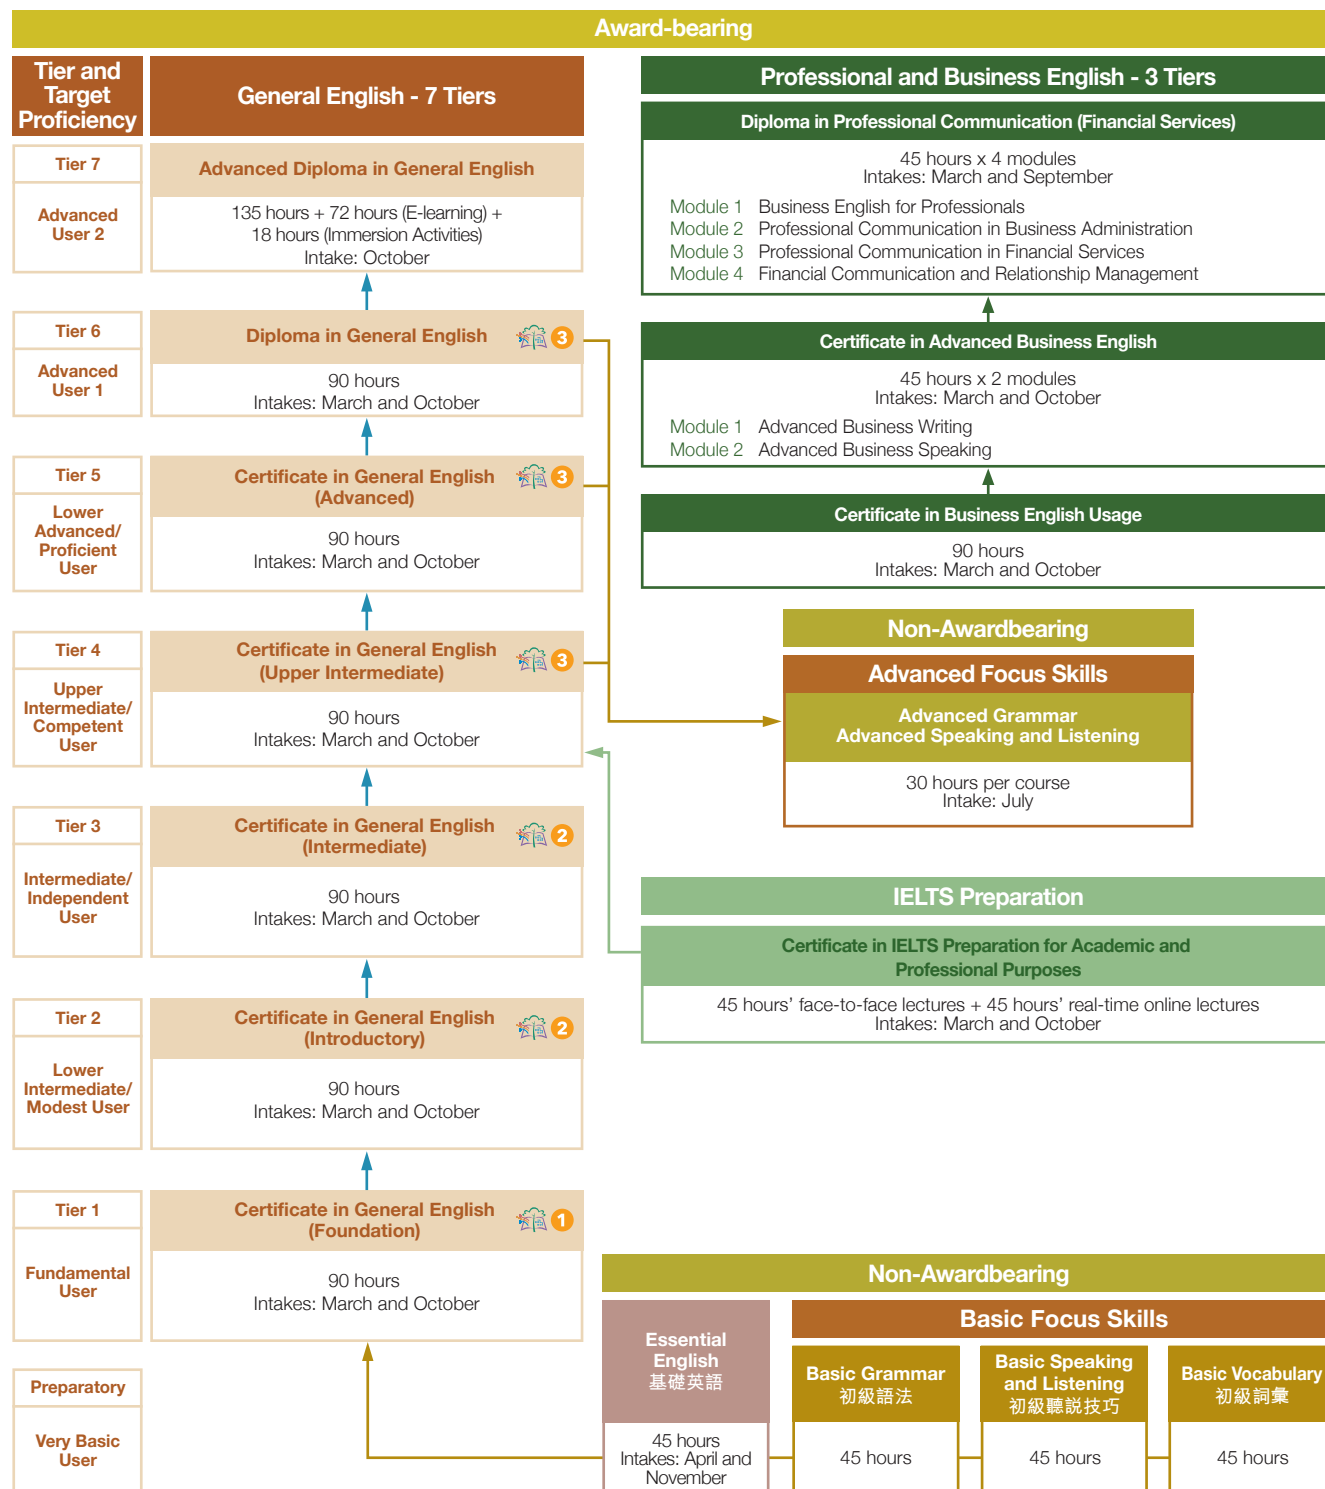 Award-bearing
Tier and
Target
Proficiency
General English - 7 Tiers
Tier 7
Advanced
User 2
Advanced Diploma in General English
135 hours + 72 hours (E-learning) +
18 hours (Immersion Activities)
Intake: October
Tier 6
Advanced
User 1
Diploma in General English
3
90 hours
Intakes: March and October
Tier 5
Lower
Advanced/
Proficient
User
Certificate in General English
(Advanced)
3
90 hours
Intakes: March and October
Tier 4
Upper
Intermediate/
Competent
User
Certificate in General English
(Upper Intermediate)
3
90 hours
Intakes: March and October
Tier 3
Intermediate/
Independent
User
Certificate in General English
(Intermediate)
2
90 hours
Intakes: March and October
Tier 2
Lower
Intermediate/
Modest User
Certificate in General English
(Introductory)
2
90 hours
Intakes: March and October
Tier 1
Fundamental
User
Certificate in General English
(Foundation)
1
90 hours
Intakes: March and October
Preparatory
Very Basic
User
Professional and Business English - 3 Tiers
Diploma in Professional Communication (Financial Services)
45 hours x 4 modules
Intakes: March and September
Module 1 Business English for Professionals
Module 2 Professional Communication in Business Administration
Module 3 Professional Communication in Financial Services
Module 4 Financial Communication and Relationship Management
Certificate in Advanced Business English
45 hours x 2 modules
Intakes: March and October
Module 1 Advanced Business Writing
Module 2 Advanced Business Speaking
Certificate in Business English Usage
90 hours
Intakes: March and October
Non-Awardbearing
Advanced Focus Skills
Advanced Grammar
Advanced Speaking and Listening
30 hours per course
Intake: July
IELTS Preparation
Certificate in IELTS Preparation for Academic and
Professional Purposes
45 hours' face-to-face lectures + 45 hours' real-time online lectures
Intakes: March and October
Non-Awardbearing
Essential
English
基礎英語
45 hours
Intakes: April and
November
Basic Focus Skills
Basic Grammar
初級語法
45 hours
Basic Speaking
and Listening
初級聽説技巧
45 hours
Basic Vocabulary
初級詞彙
45 hours